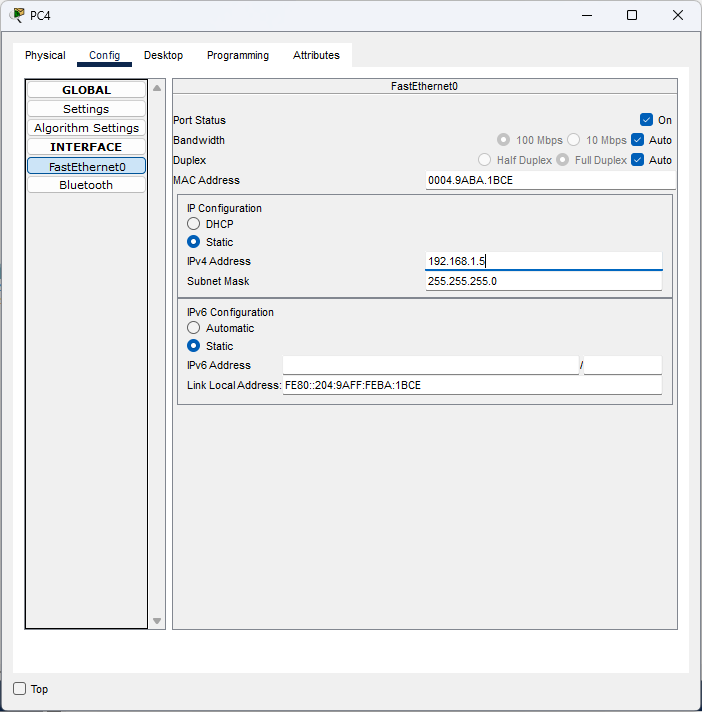 PC4
Physical Config Desktop Programming Attributes
GLOBAL
Settings
Algorithm Settings
INTERFACE
FastEthernet0
Bluetooth
FastEthernet0
Port Status On
Bandwidth 100 Mbps 10 Mbps Auto
Duplex Half Duplex Full Duplex Auto
MAC Address 0004.9ABA.1BCE
IP Configuration
DHCP
Static
IPv4 Address 192.168.1.5
Subnet Mask 255.255.255.0
IPv6 Configuration
Automatic
Static
IPv6 Address /
Link Local Address: FE80::204:9AFF:FEBA:1BCE
Top